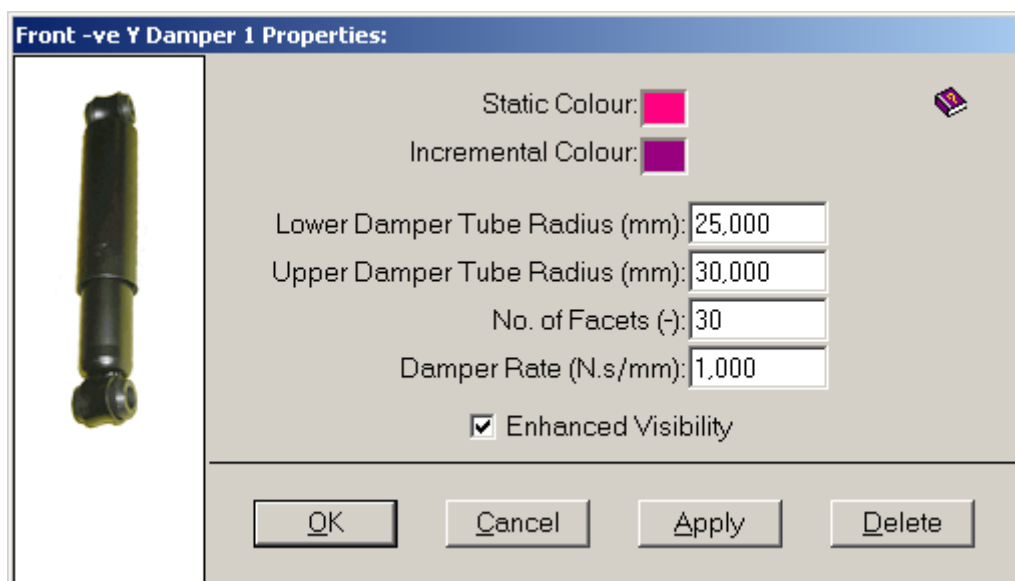 Front -ve Y Damper 1 Properties:
Static Colour:
Incremental Colour:
Lower Damper Tube Radius (mm): 25,000
Upper Damper Tube Radius (mm): 30,000
No. of Facets (-): 30
Damper Rate (N.s/mm): 1,000
Enhanced Visibility
OK Cancel Apply Delete